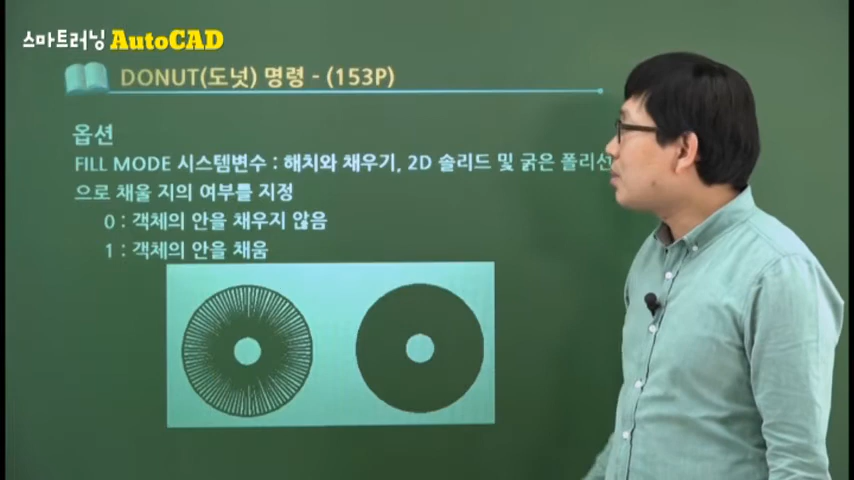 스마트러닝 AutoCAD
DONUT(도넛) 명령 - (153P)
옵션
FILL MODE 시스템변수 : 해치와 채우기, 2D 솔리드 및 굵은 폴리선
으로 채울 지의 여부를 지정
0 : 객체의 안을 채우지 않음
1 : 객체의 안을 채움